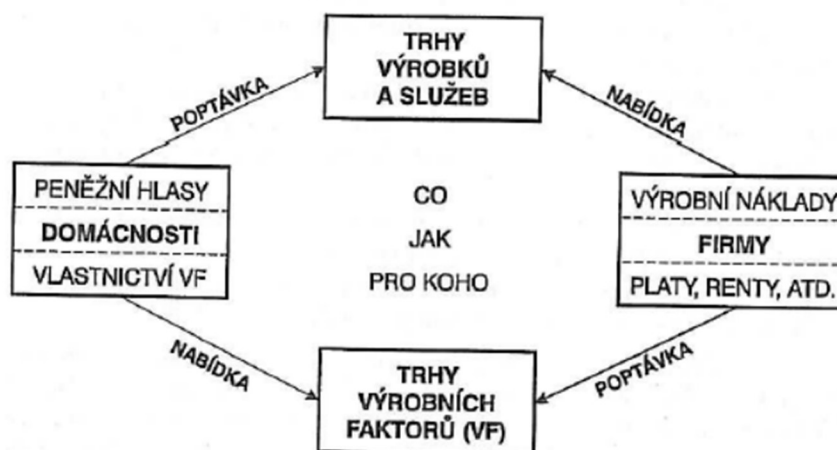 TRHY
VÝROBKŮ
A SLUŽEB
POPTÁVKA
NABÍDKA
PENĚŽNÍ HLASY
DOMÁCNOSTI
VLASTNICTVÍ VF
CO
JAK
PRO KOHO
VÝROBNÍ NÁKLADY
FIRMY
PLATY, RENTY, ATD.
NABÍDKA
POPTÁVKA
TRHY
VÝROBNÍCH
FAKTORŮ (VF)